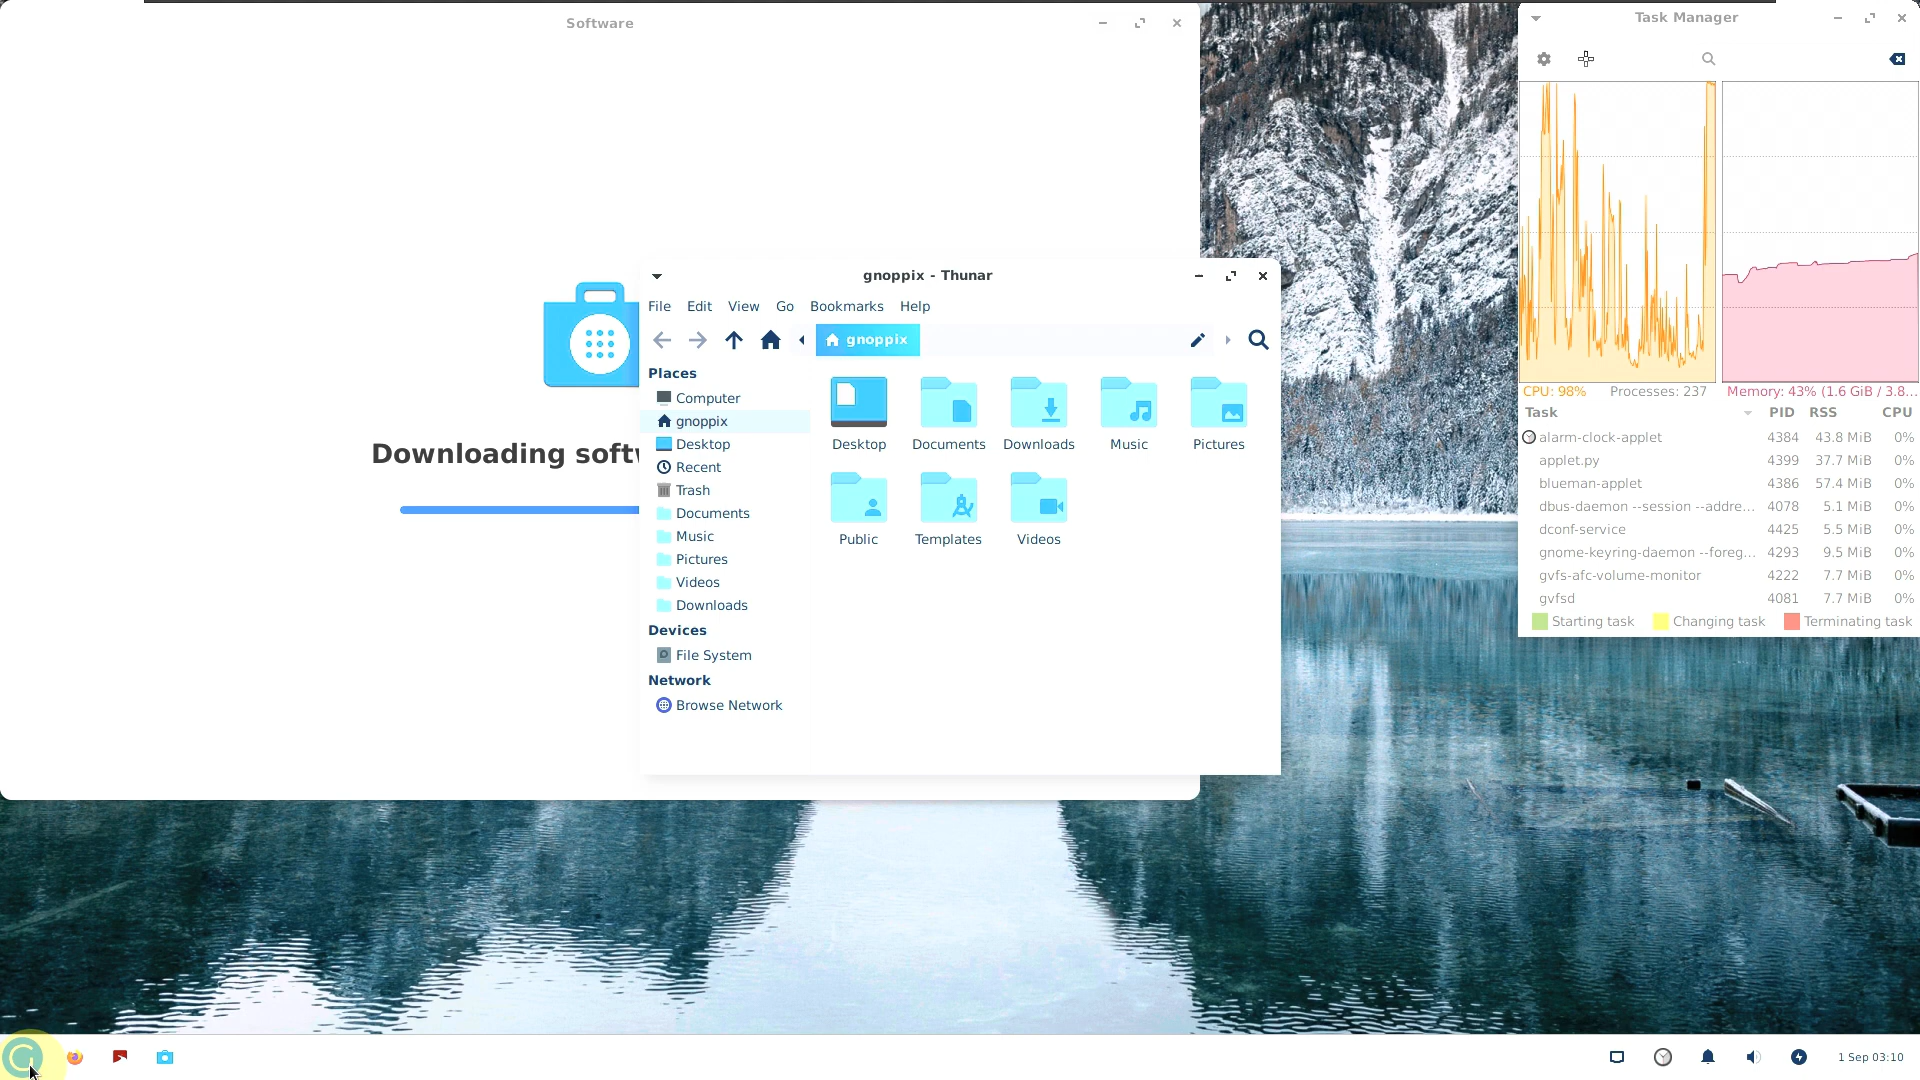 Software
Downloading softw
gnoppix - Thunar
File Edit View Go Bookmarks Help
gnoppix
Places
Computer
gnoppix
Desktop
Recent
Trash
Documents
Music
Pictures
Videos
Downloads
Devices
File System
Network
Browse Network
Desktop Documents Downloads Music Pictures
Public Templates Videos
Task Manager
CPU: 98% Processes: 237 Memory: 43% (1.6 GiB / 3.8...
Task PID RSS CPU
alarm-clock-applet 4384 43.8 MiB 0%
applet.py 4399 37.7 MiB 0%
blueman-applet 4386 57.4 MiB 0%
dbus-daemon --session --addre... 4078 5.1 MiB 0%
dconf-service 4425 5.5 MiB 0%
gnome-keyring-daemon --foreg... 4293 9.5 MiB 0%
gvfs-afc-volume-monitor 4222 7.7 MiB 0%
gvfsd 4081 7.7 MiB 0%
Starting task Changing task Terminating task
1 Sep 03:10